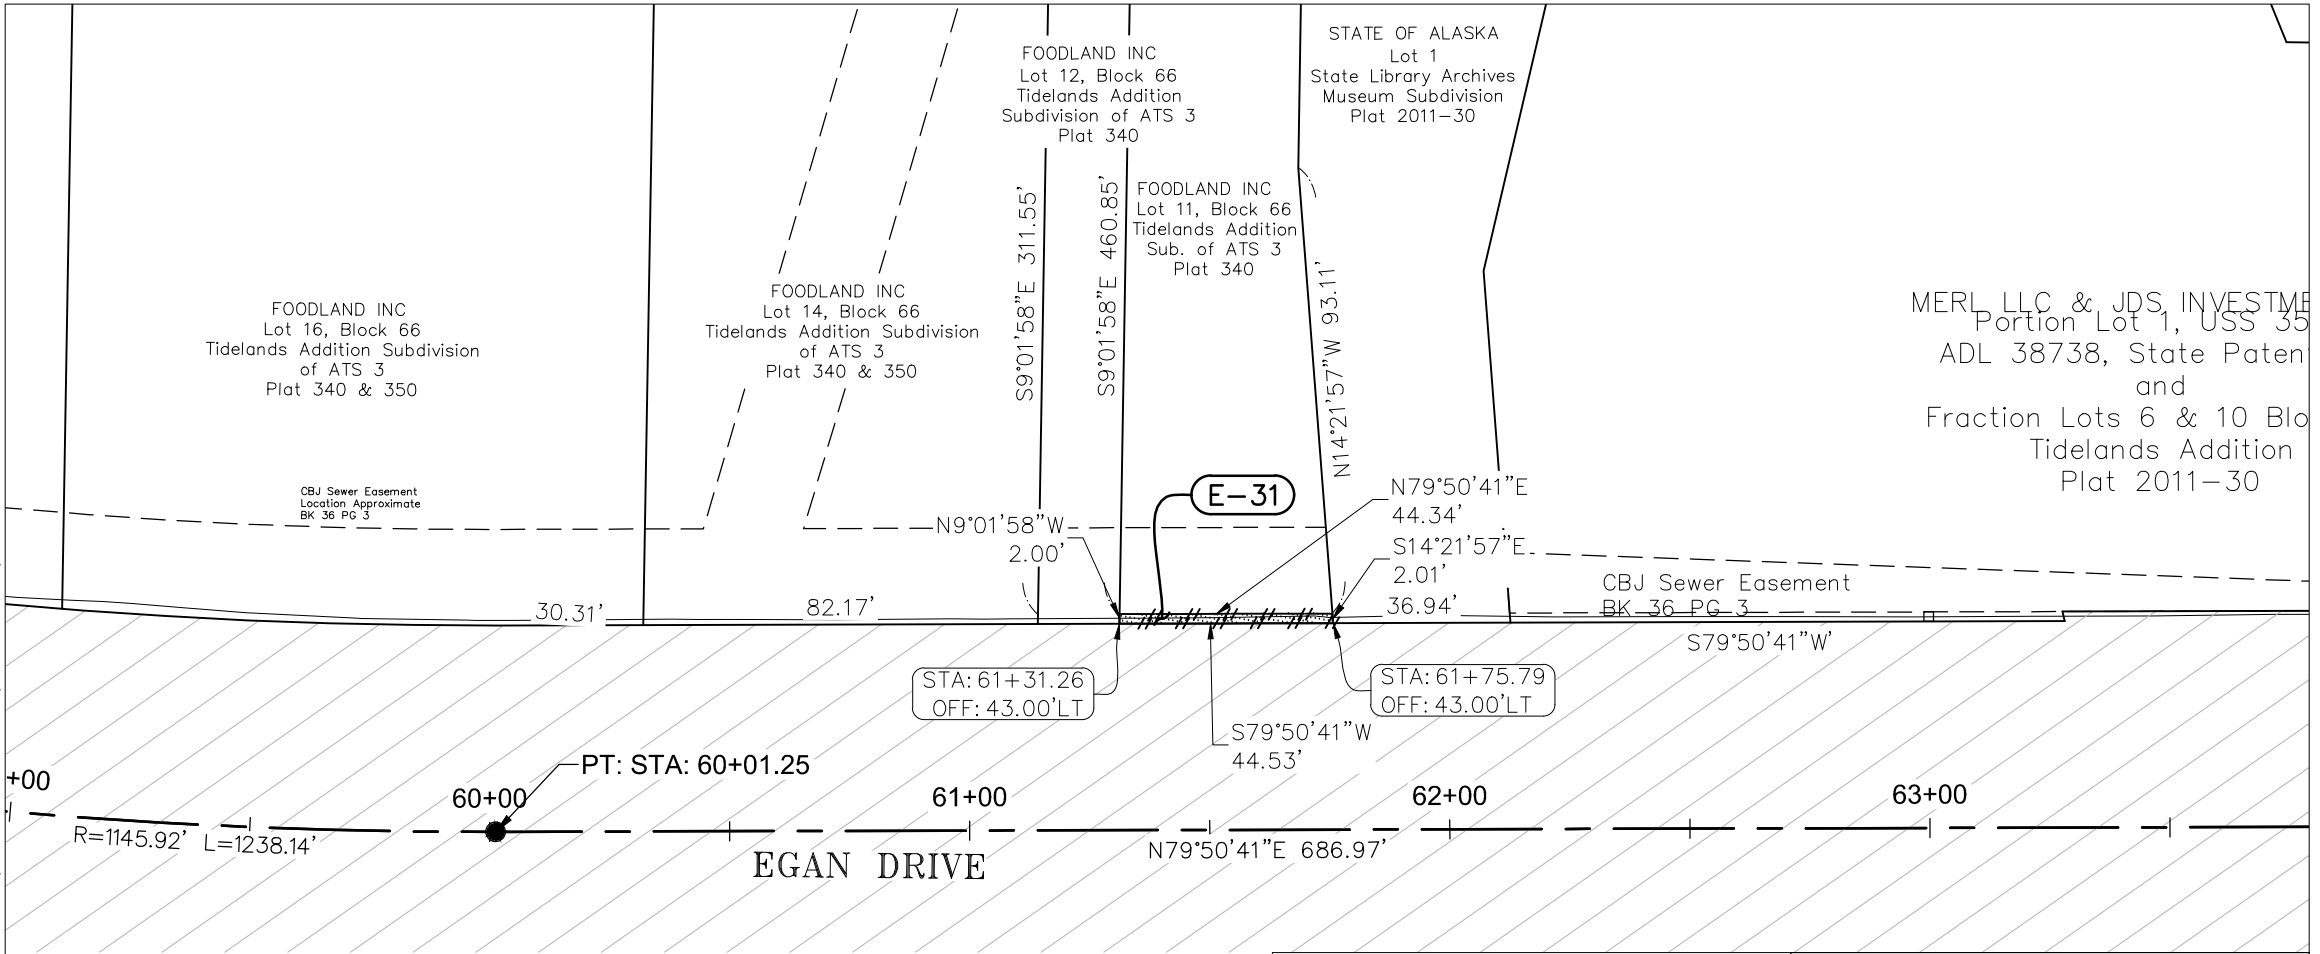 FOODLAND INC
Lot 12, Block 66
Tidelands Addition
Subdivision of ATS 3
Plat 340
STATE OF ALASKA
Lot 1
State Library Archives
Museum Subdivision
Plat 2011-30
S9°01'58"E 311.55'
S9°01'58"E 460.85'
FOODLAND INC
Lot 11, Block 66
Tidelands Addition
Sub. of ATS 3
Plat 340
N14°21'57"W 93.11'
FOODLAND INC
Lot 16, Block 66
Tidelands Addition Subdivision
of ATS 3
Plat 340 & 350
FOODLAND INC
Lot 14, Block 66
Tidelands Addition Subdivision
of ATS 3
Plat 340 & 350
MERL LLC & JDS
Portion Lot 1, USS
ADL 38738, State
and
Fraction Lots 6 & 10
Tidelands Addition
Plat 2011-30
CBJ Sewer Easement
Location Approximate
BK 36 PG 3
E-31
N79°50'41"E
44.34'
N9°01'58"W
2.00'
S14°21'57"E
2.01'
30.31'
82.17'
36.94'
CBJ Sewer Easement
BK 36 PG 3
S79°50'41"W'
STA: 61+31.26
OFF: 43.00'LT
STA: 61+75.79
OFF: 43.00'LT
S79°50'41"W
44.53'
PT: STA: 60+01.25
+00
60+00
61+00
62+00
63+00
R=1145.92' L=1238.14'
EGAN DRIVE
N79°50'41"E 686.97'